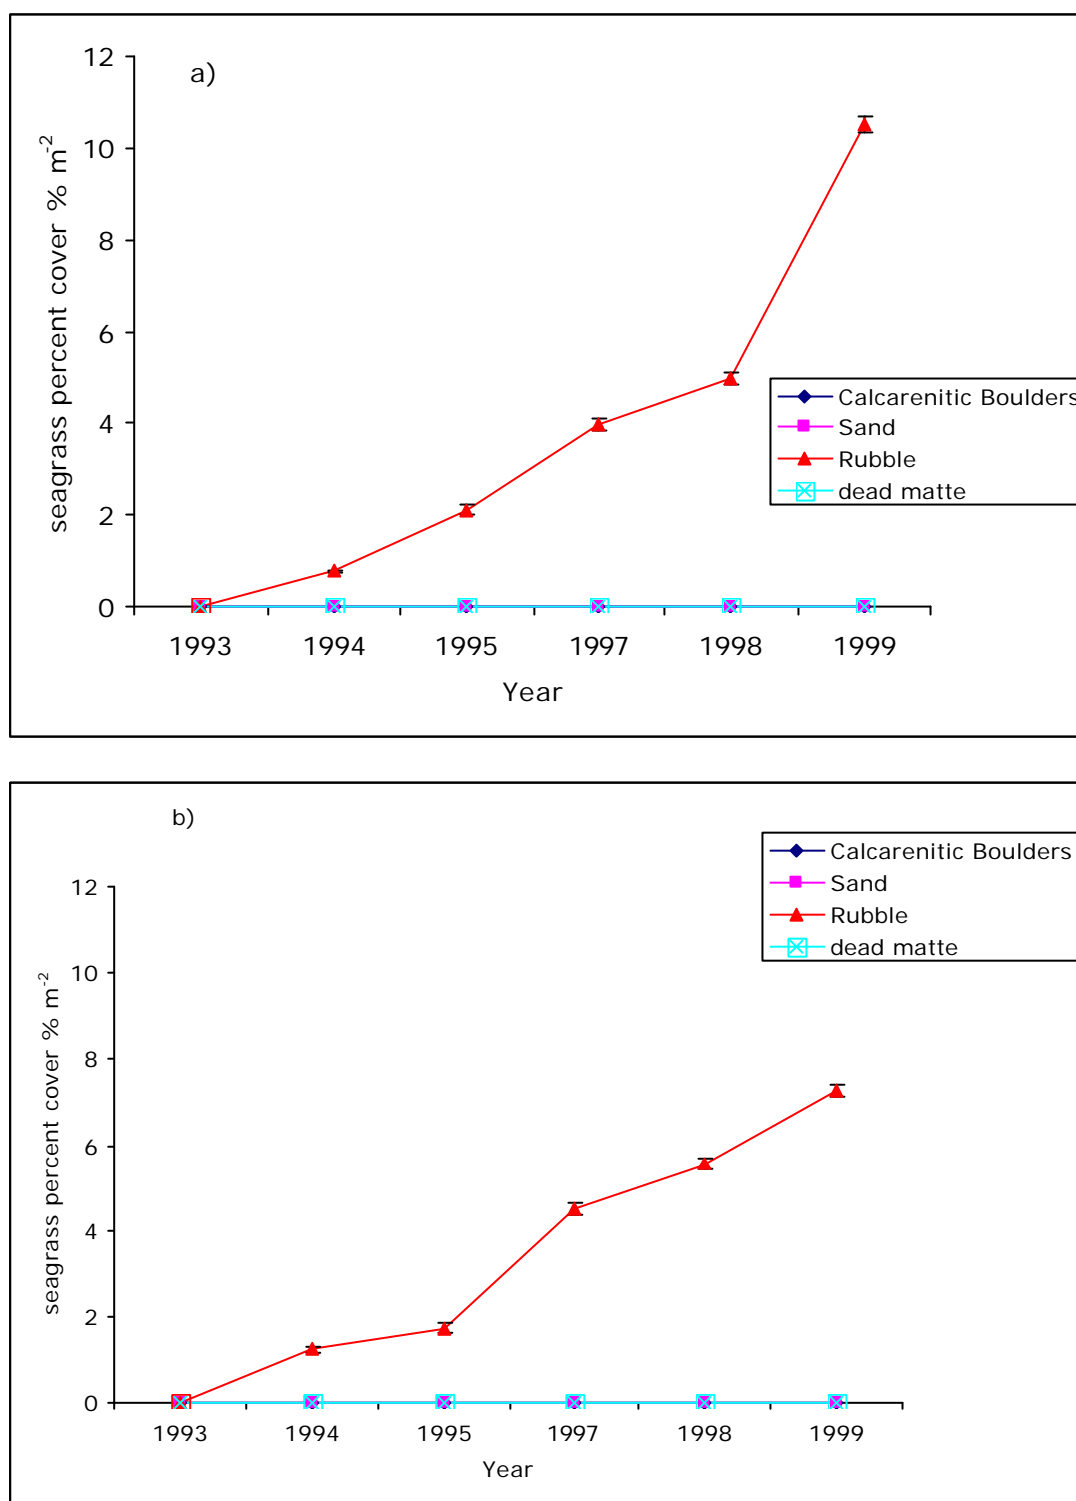 a)
12
10
8
6
4
2
0
seagrass percent cover % m-2
1993 1994 1995 1997 1998 1999
Year
Calcarenitic Boulders
Sand
Rubble
dead matte
b)
Calcarenitic Boulders
Sand
Rubble
dead matte
12
10
8
6
4
2
0
seagrass percent cover % m-2
1993 1994 1995 1997 1998 1999
Year